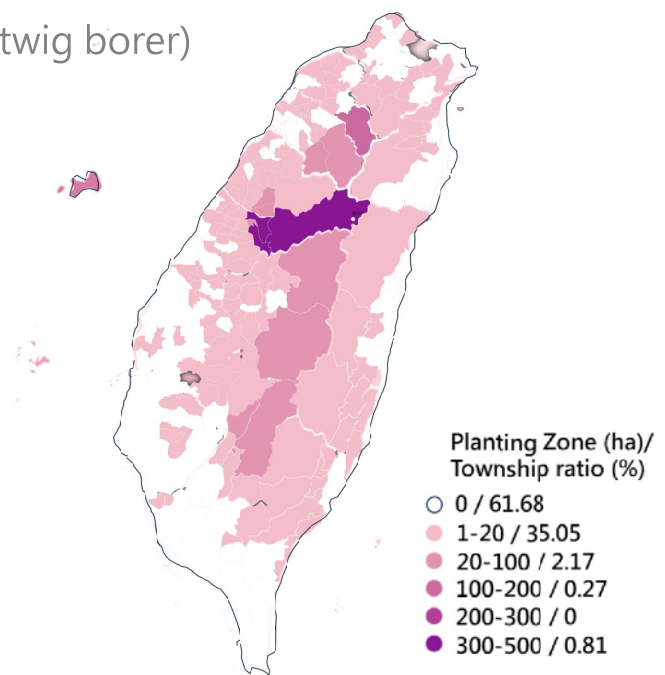 twig borer)
Planting Zone (ha)/
Township ratio (%)
0 / 61.68
1-20 / 35.05
20-100 / 2.17
100-200 / 0.27
200-300 / 0
300-500 / 0.81